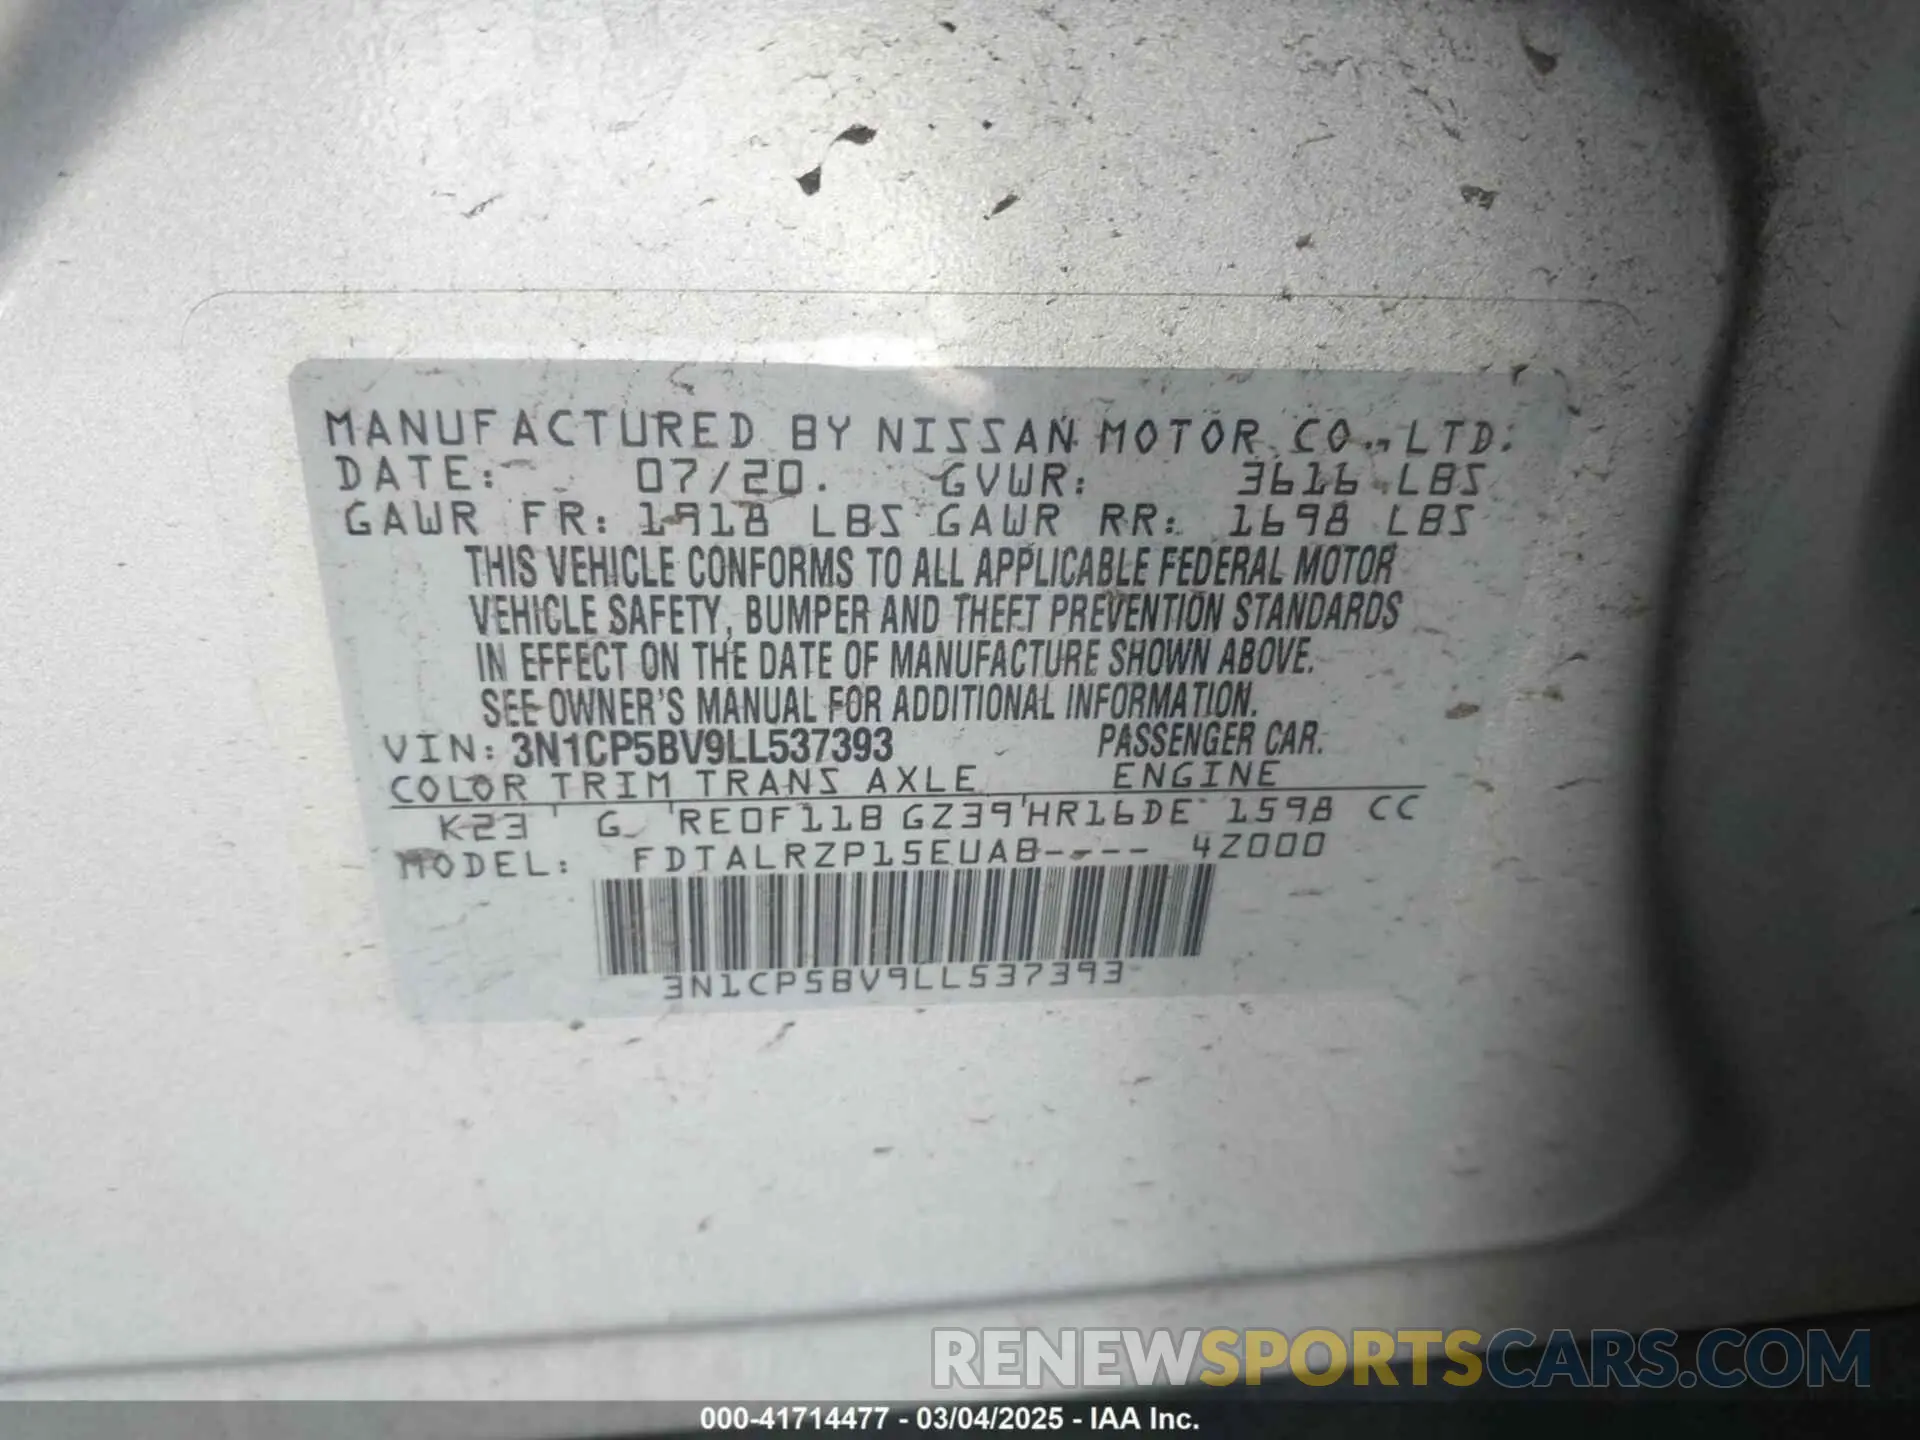 MANUFACTURED BY NISSAN MOTOR CO., LTD.
DATE: 07/20. GVWR: 3616 LBS
GAWR FR: 1918 LBS GAWR RR: 1698 LBS
THIS VEHICLE CONFORMS TO ALL APPLICABLE FEDERAL MOTOR
VEHICLE SAFETY, BUMPER AND THEFT PREVENTION STANDARDS
IN EFFECT ON THE DATE OF MANUFACTURE SHOWN ABOVE.
SEE OWNER'S MANUAL FOR ADDITIONAL INFORMATION.
VIN: 3N1CP5BV9LL537393 PASSENGER CAR.
COLOR TRIM TRANS AXLE ENGINE
K23 G RE0F11B GZ39 HR16DE 1598 CC
MODEL: FDTALRZP15EUAB----- 4Z000
3N1CP5BV9LL537393
RENEWSPORTSCARS.COM
000-41714477 - 03/04/2025 - IAA Inc.